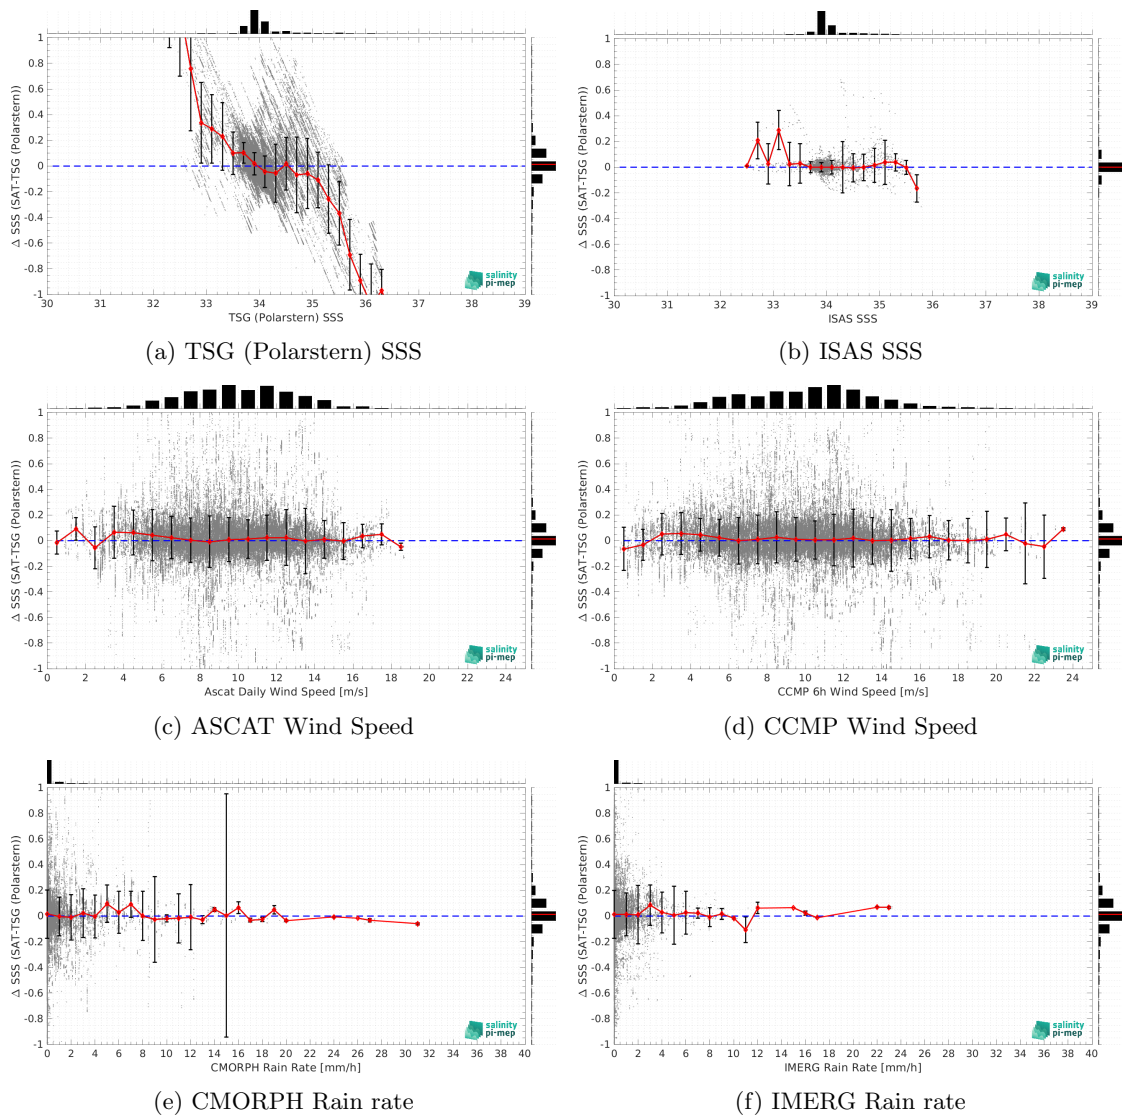 1
0.8
0.6
0.4
0.2
0
-0.2
-0.4
-0.6
-0.8
-1
Δ SSS (SAT-TSG (Polarstern))
salinity
pi-mep
30 31 32 33 34 35 36 37 38 39
TSG (Polarstern) SSS
(a) TSG (Polarstern) SSS
1
0.8
0.6
0.4
0.2
0
-0.2
-0.4
-0.6
-0.8
-1
Δ SSS (SAT-TSG (Polarstern))
salinity
pi-mep
30 31 32 33 34 35 36 37 38 39
ISAS SSS
(b) ISAS SSS
1
0.8
0.6
0.4
0.2
0
-0.2
-0.4
-0.6
-0.8
-1
Δ SSS (SAT-TSG (Polarstern))
salinity
pi-mep
0 2 4 6 8 10 12 14 16 18 20 22 24
Ascat Daily Wind Speed [m/s]
(c) ASCAT Wind Speed
1
0.8
0.6
0.4
0.2
0
-0.2
-0.4
-0.6
-0.8
-1
Δ SSS (SAT-TSG (Polarstern))
salinity
pi-mep
0 2 4 6 8 10 12 14 16 18 20 22 24
CCMP 6h Wind Speed [m/s]
(d) CCMP Wind Speed
1
0.8
0.6
0.4
0.2
0
-0.2
-0.4
-0.6
-0.8
-1
Δ SSS (SAT-TSG (Polarstern))
salinity
pi-mep
0 2 4 6 8 10 12 14 16 18 20 22 24 26 28 30 32 34 36 38 40
CMORPH Rain Rate [mm/h]
(e) CMORPH Rain rate
1
0.8
0.6
0.4
0.2
0
-0.2
-0.4
-0.6
-0.8
-1
Δ SSS (SAT-TSG (Polarstern))
salinity
pi-mep
0 2 4 6 8 10 12 14 16 18 20 22 24 26 28 30 32 34 36 38 40
IMERG Rain Rate [mm/h]
(f) IMERG Rain rate